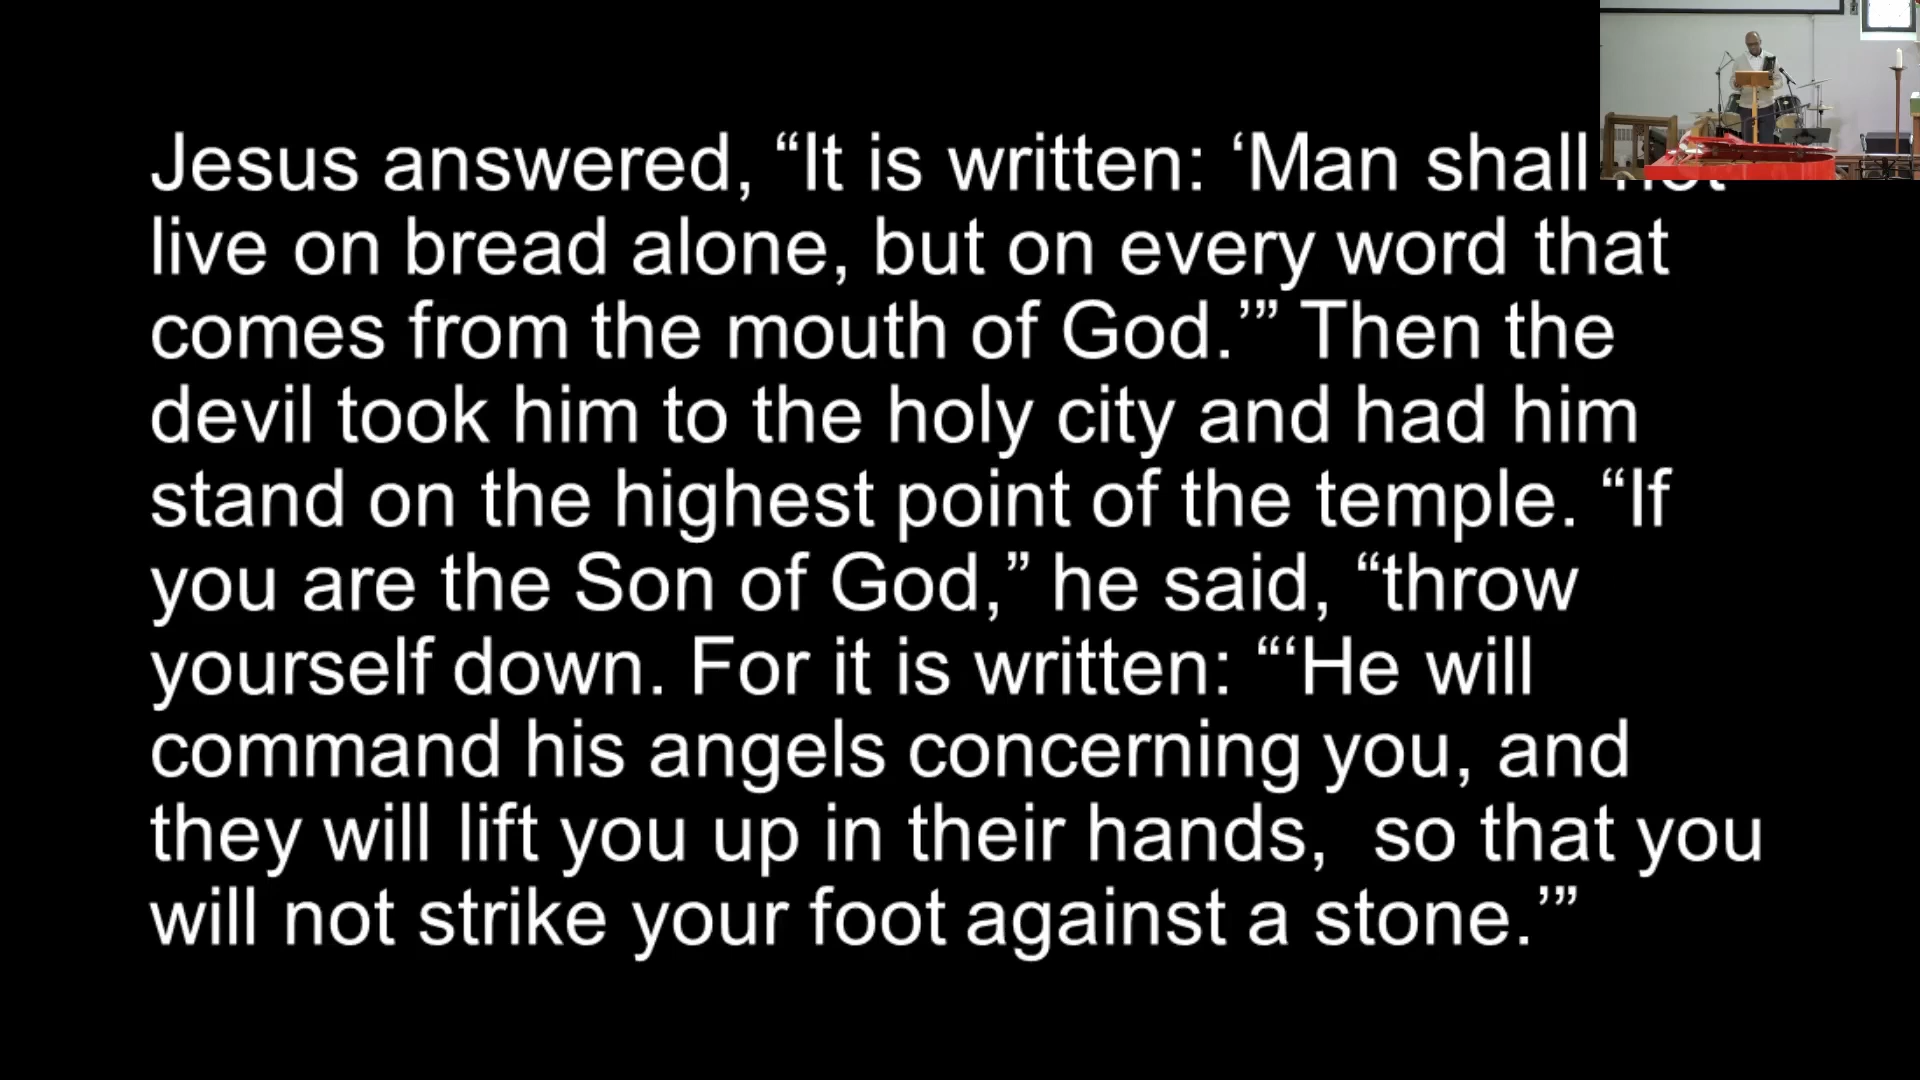 Jesus answered, “It is written: ‘Man shall not
live on bread alone, but on every word that
comes from the mouth of God.’” Then the
devil took him to the holy city and had him
stand on the highest point of the temple. “If
you are the Son of God,” he said, “throw
yourself down. For it is written: “‘He will
command his angels concerning you, and
they will lift you up in their hands,  so that you
will not strike your foot against a stone.’”